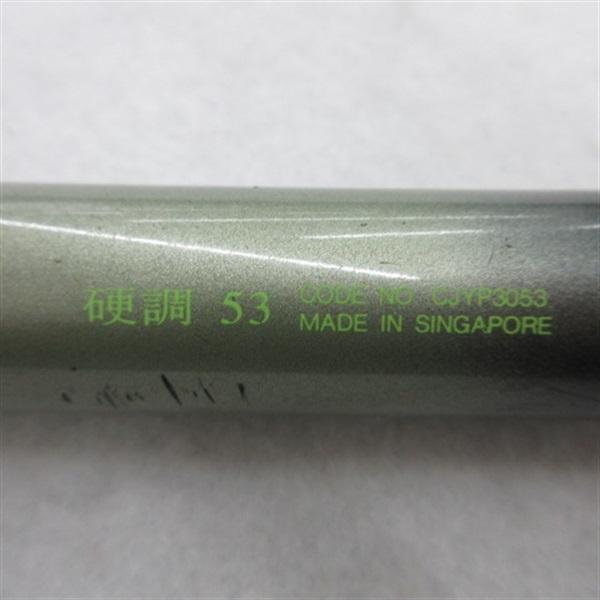 硬調 53
CODE NO CJYP3053
MADE IN SINGAPORE